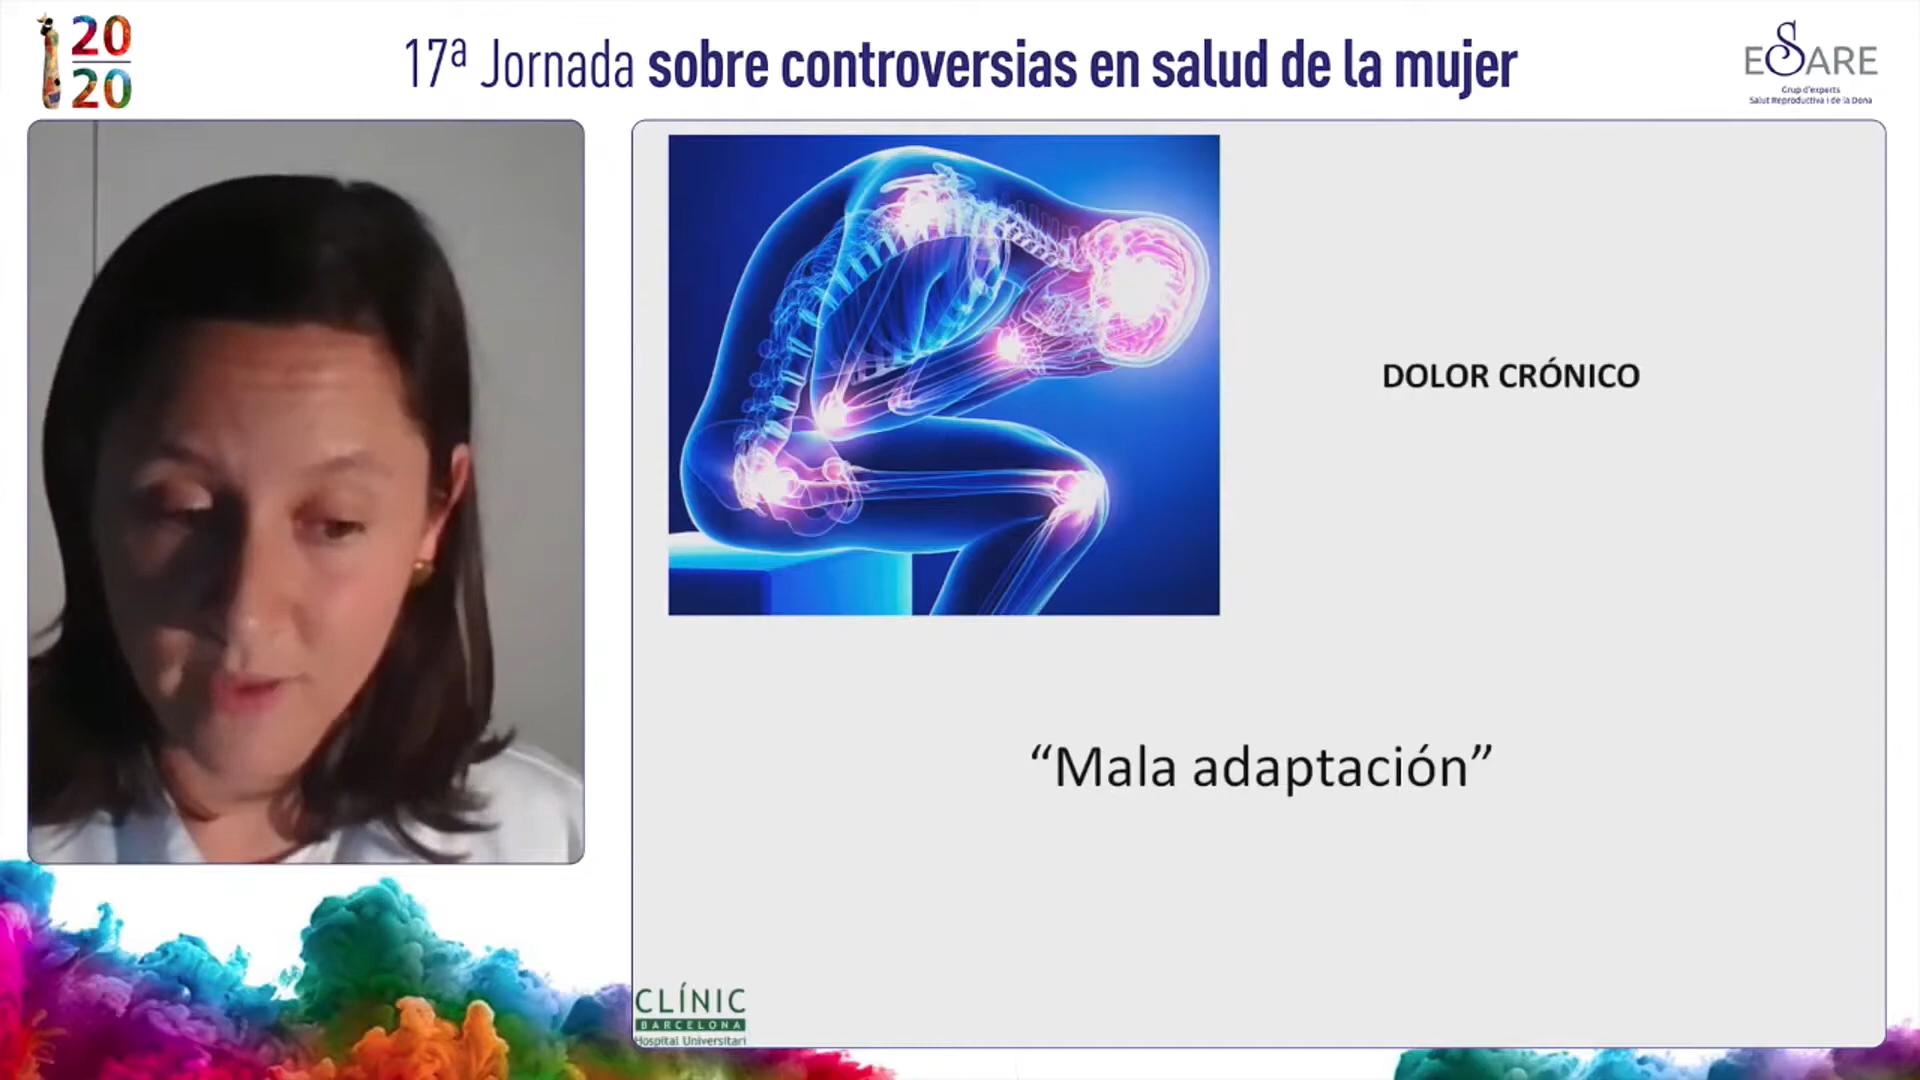 20
20
17ª Jornada sobre controversias en salud de la mujer
ESARE
Grup d'experts
Salut Reproductiva i de la Dona
DOLOR CRÓNICO
“Mala adaptación”
CLÍNIC
BARCELONA
Hospital Universitari